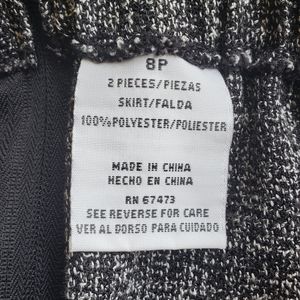 8P
2 PIECES/PIEZAS
SKIRT/FALDA
100%POLYESTER/POLIESTER
MADE IN CHINA
HECHO EN CHINA
RN 67473
SEE REVERSE FOR CARE
VER AL DORSO PARA CUIDADO